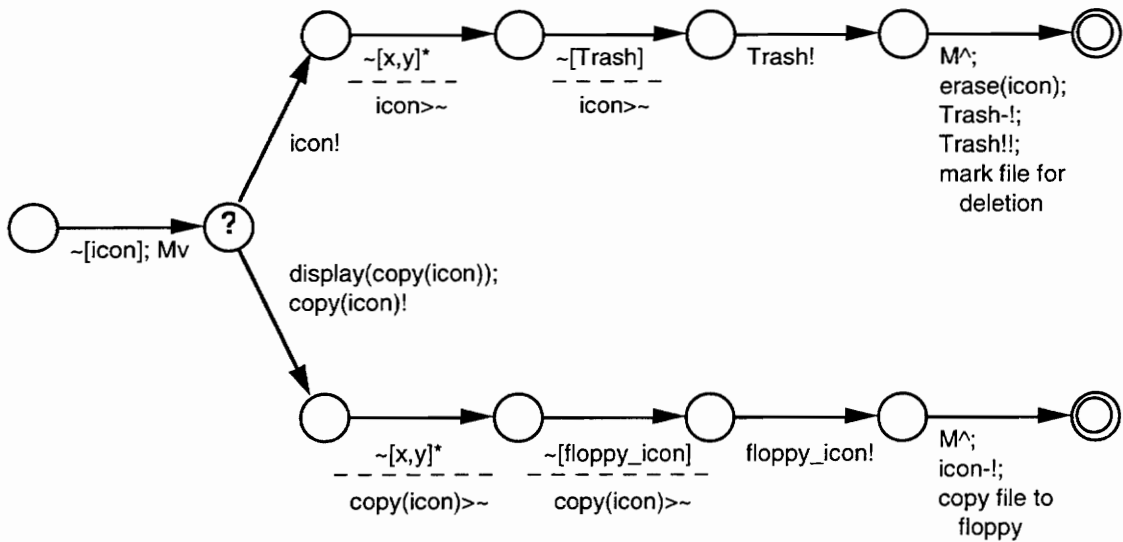 ~[x,y]*
icon>~
~[Trash]
icon>~
Trash!
M^;
erase(icon);
Trash-!;
Trash!!;
mark file for
deletion
icon!
?
~[icon]; Mv
display(copy(icon));
copy(icon)!
~[x,y]*
copy(icon)>~
~[floppy_icon]
copy(icon)>~
floppy_icon!
M^;
icon-!;
copy file to
floppy